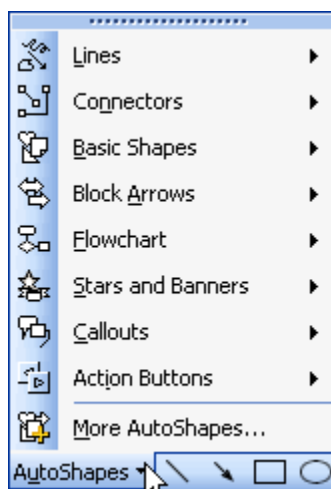 Lines
Connectors
Basic Shapes
Block Arrows
Flowchart
Stars and Banners
Callouts
Action Buttons
More AutoShapes...
AutoShapes